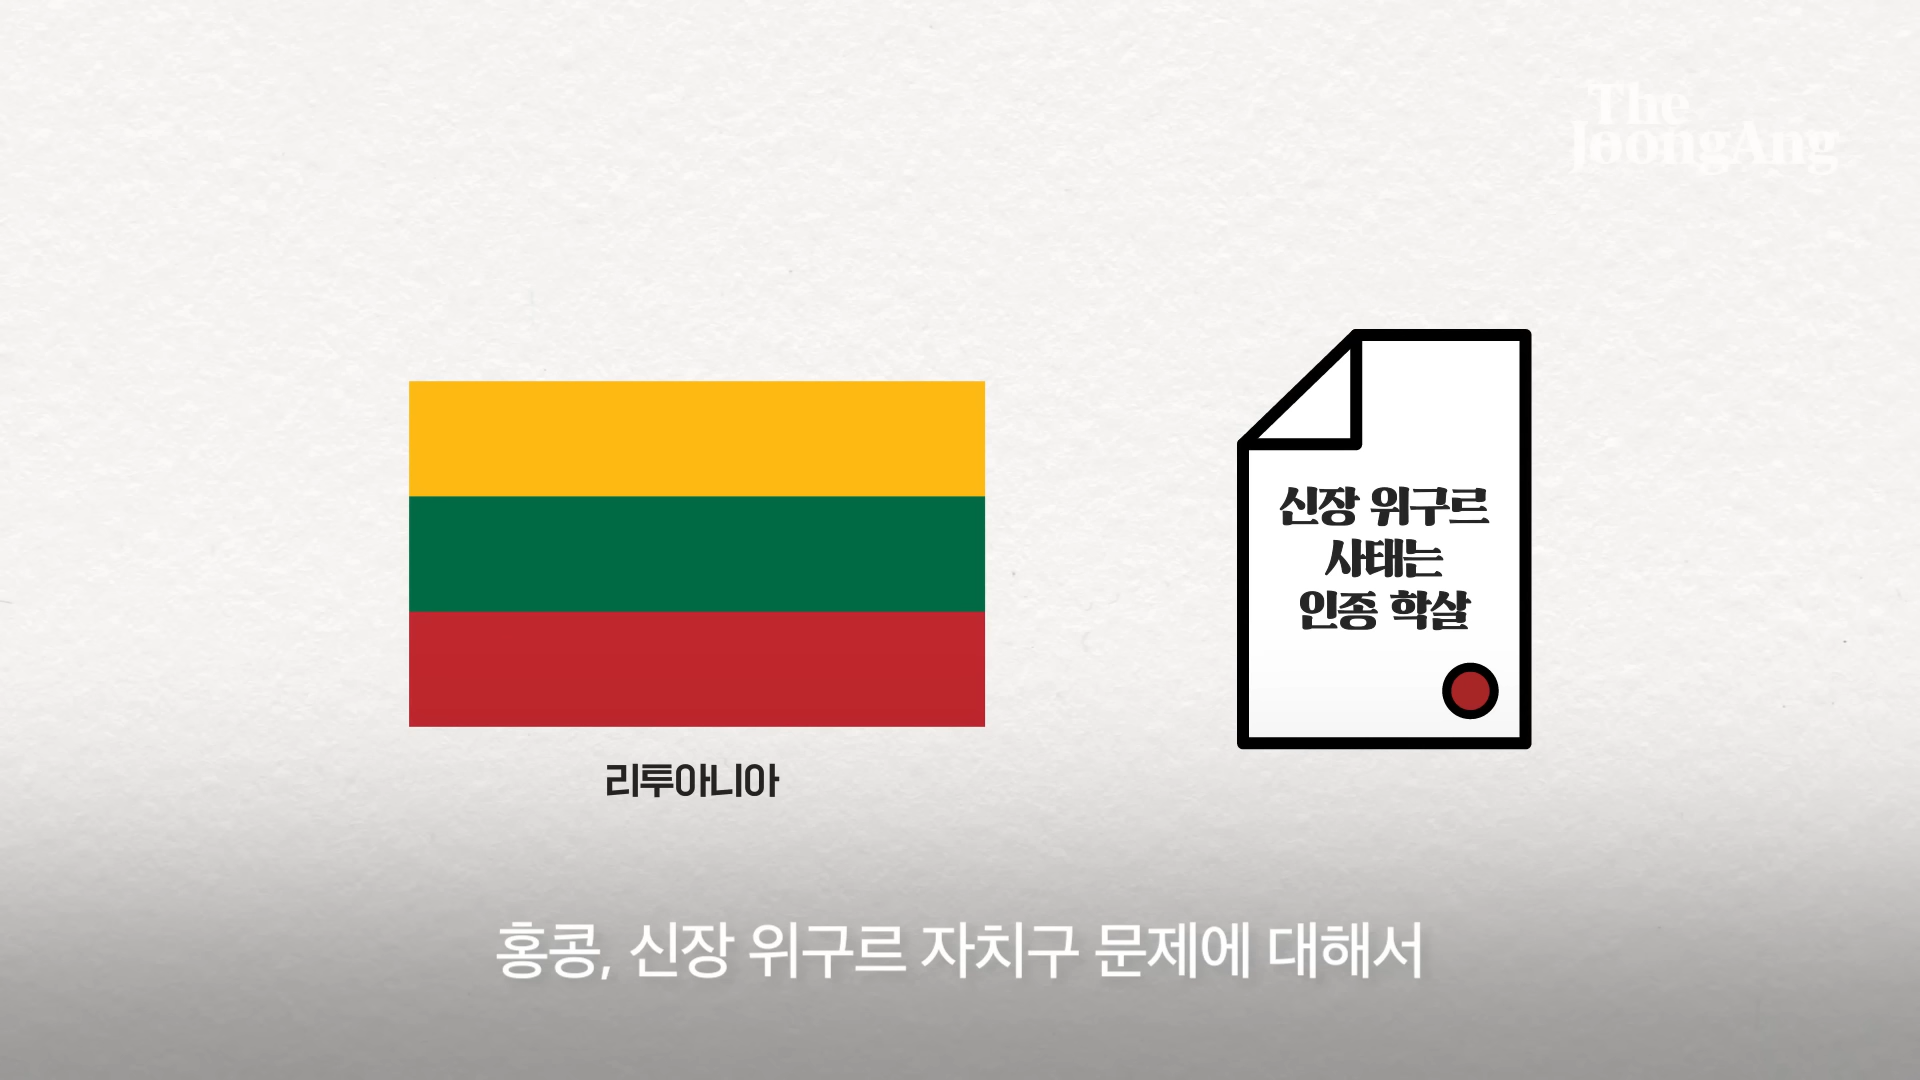 The
JoongAng
신장 위구르
사태는
인종 학살
리투아니아
홍콩, 신장 위구르 자치구 문제에 대해서